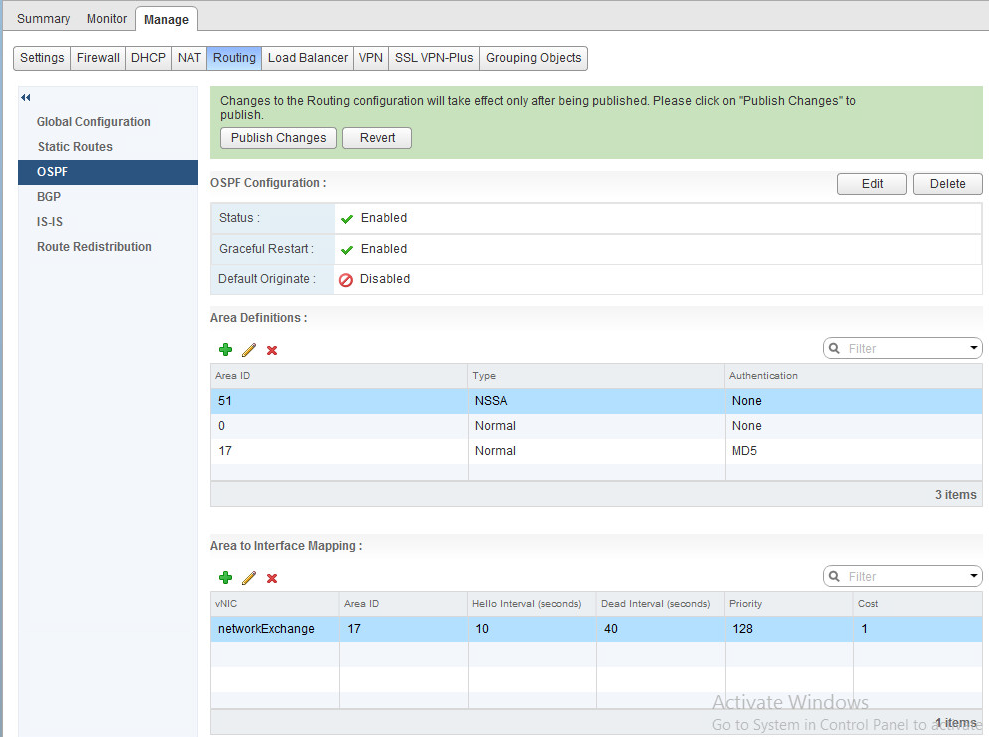 Summary Monitor Manage
Settings Firewall DHCP NAT Routing Load Balancer VPN SSL VPN-Plus Grouping Objects
Global Configuration
Static Routes
OSPF
BGP
IS-IS
Route Redistribution
Changes to the Routing configuration will take effect only after being published. Please click on "Publish Changes" to
publish.
Publish Changes Revert
OSPF Configuration :
Edit Delete
Status : Enabled
Graceful Restart : Enabled
Default Originate : Disabled
Area Definitions :
Filter
Area ID Type Authentication
51 NSSA None
0 Normal None
17 Normal MD5
3 items
Area to Interface Mapping :
Filter
vNIC Area ID Hello Interval (seconds) Dead Interval (seconds) Priority Cost
networkExchange 17 10 40 128 1
1 items
Activate Windows
Go to System in Control Panel to activate